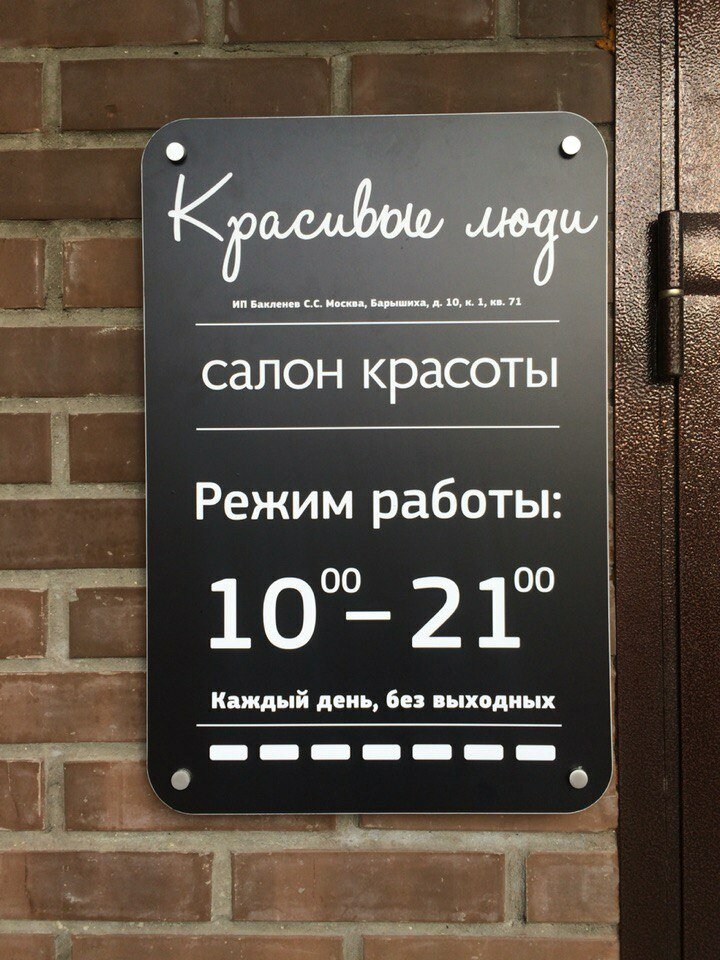 Красивые люди
ИП Бакленев С.С. Москва, Барышиха, д. 10, к. 1, кв. 71
салон красоты
Режим работы:
10⁰⁰ – 21⁰⁰
Каждый день, без выходных